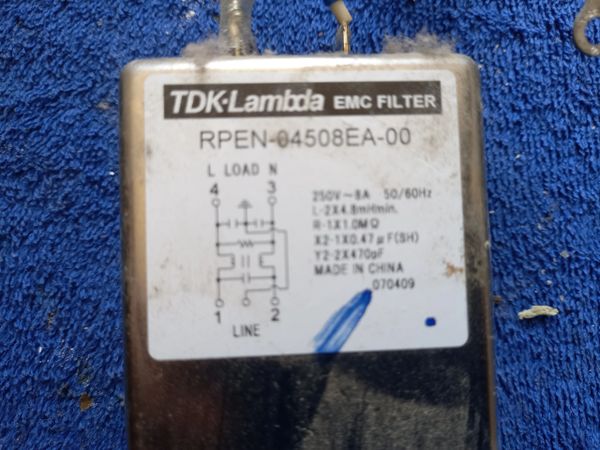 TDK·Lambda EMC FILTER
RPEN-04508EA-00
L LOAD N
4 3
250V~8A 50/60Hz
L-2X4.8mHmin.
R-1X1.0MΩ
X2-1X0.47μF(SH)
Y2-2X470pF
MADE IN CHINA
070409
1 2
LINE